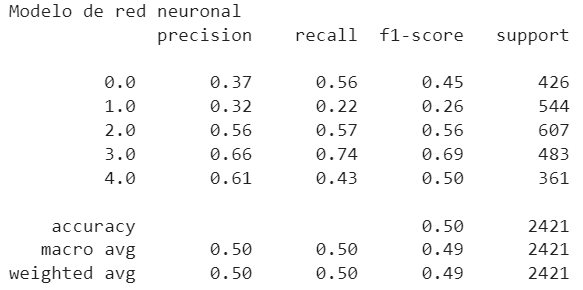 Modelo de red neuronal
precision recall f1-score support
0.0 0.37 0.56 0.45 426
1.0 0.32 0.22 0.26 544
2.0 0.56 0.57 0.56 607
3.0 0.66 0.74 0.69 483
4.0 0.61 0.43 0.50 361
accuracy 0.50 2421
macro avg 0.50 0.50 0.49 2421
weighted avg 0.50 0.50 0.49 2421